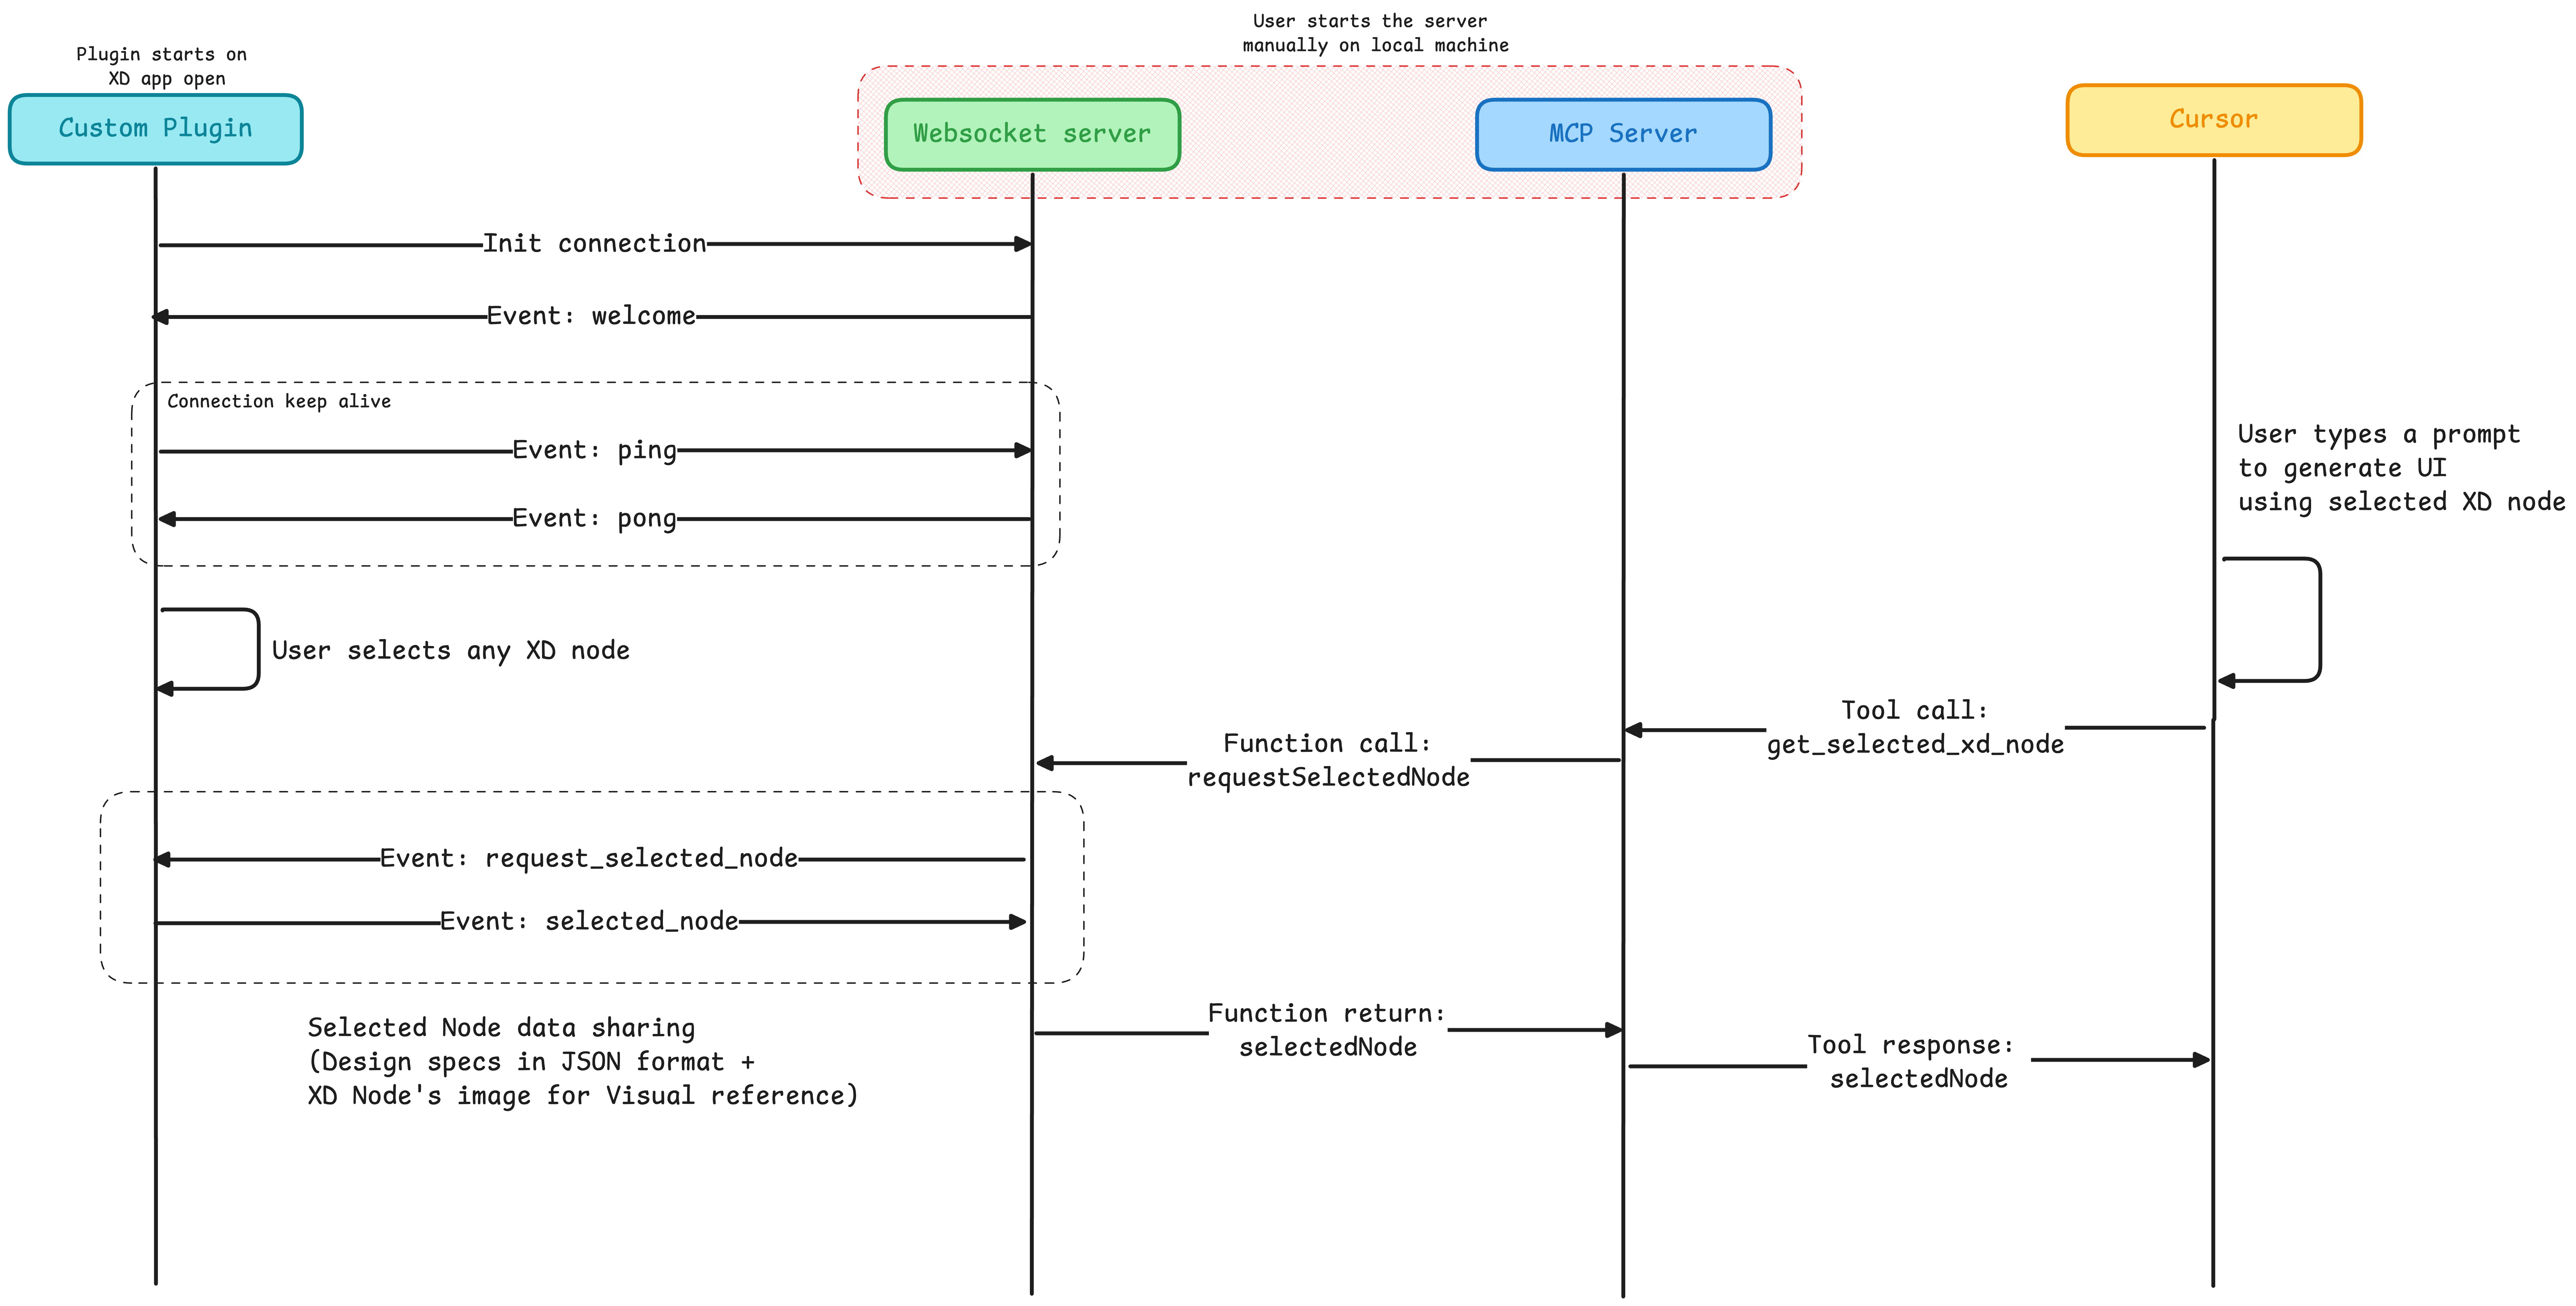 User starts the server
manually on local machine
Plugin starts on
XD app open
Custom Plugin
Websocket server
MCP Server
Cursor
Init connection
Event: welcome
Connection keep alive
Event: ping
Event: pong
User types a prompt
to generate UI
using selected XD node
User selects any XD node
Tool call:
get_selected_xd_node
Function call:
requestSelectedNode
Event: request_selected_node
Event: selected_node
Selected Node data sharing
(Design specs in JSON format +
XD Node's image for Visual reference)
Function return:
selectedNode
Tool response:
selectedNode